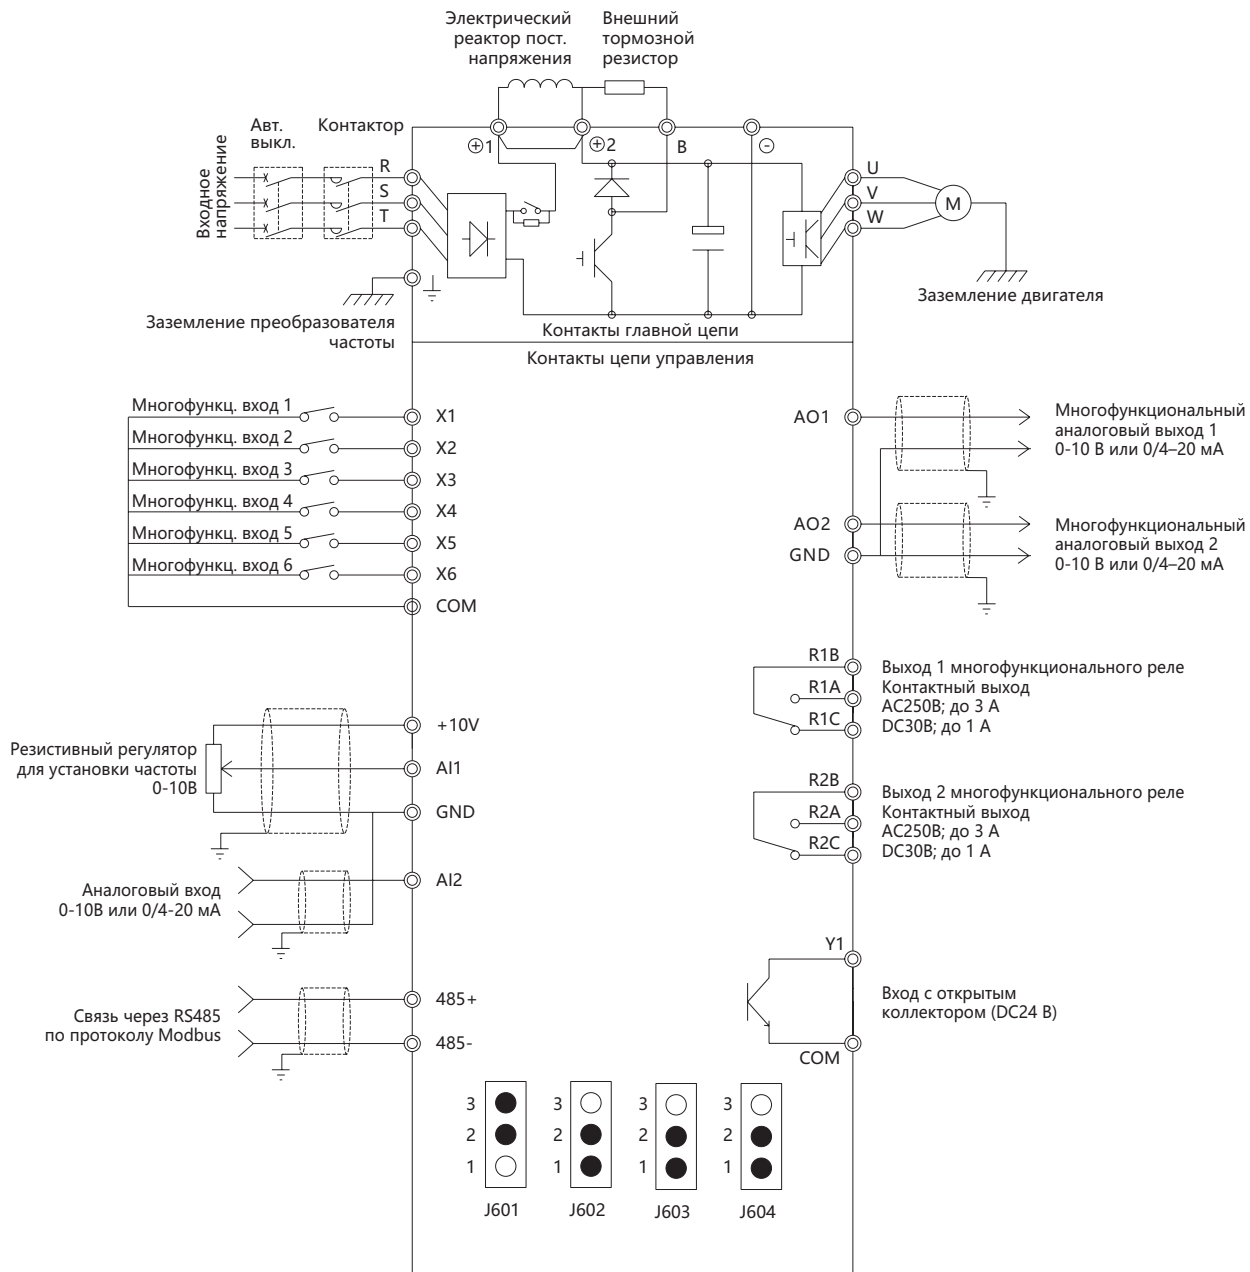 Электрический
реактор пост.
напряжения
Внешний
тормозной
резистор
Авт.
выкл.
Контактор
Входное
напряжение
⊕1
⊕2
B
⊖
R
S
T
U
V
W
M
Заземление двигателя
Заземление преобразователя
частоты
Контакты главной цепи
Контакты цепи управления
Многофункц. вход 1
X1
Многофункц. вход 2
X2
Многофункц. вход 3
X3
Многофункц. вход 4
X4
Многофункц. вход 5
X5
Многофункц. вход 6
X6
COM
AO1
Многофункциональный
аналоговый выход 1
0-10 В или 0/4–20 мА
AO2
GND
Многофункциональный
аналоговый выход 2
0-10 В или 0/4–20 мА
R1B
R1A
R1C
Выход 1 многофункционального реле
Контактный выход
AC250В; до 3 А
DC30В; до 1 А
Резистивный регулятор
для установки частоты
0-10В
+10V
AI1
GND
R2B
R2A
R2C
Выход 2 многофункционального реле
Контактный выход
AC250В; до 3 А
DC30В; до 1 А
Аналоговый вход
0-10В или 0/4-20 мА
AI2
Y1
COM
Вход с открытым
коллектором (DC24 В)
Связь через RS485
по протоколу Modbus
485+
485-
3
2
1
J601
3
2
1
J602
3
2
1
J603
3
2
1
J604